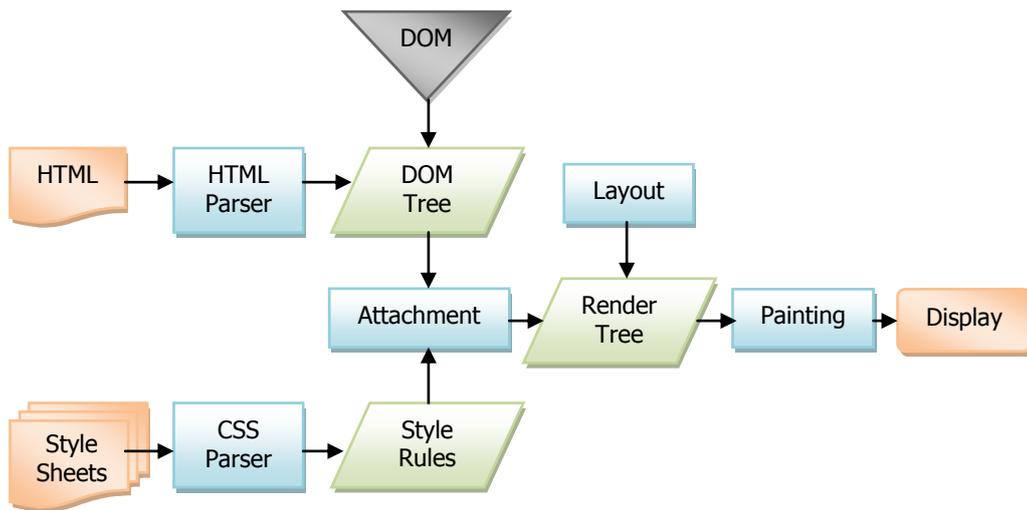 DOM
HTML
HTML
Parser
DOM
Tree
Layout
Attachment
Render
Tree
Painting
Display
Style
Sheets
CSS
Parser
Style
Rules